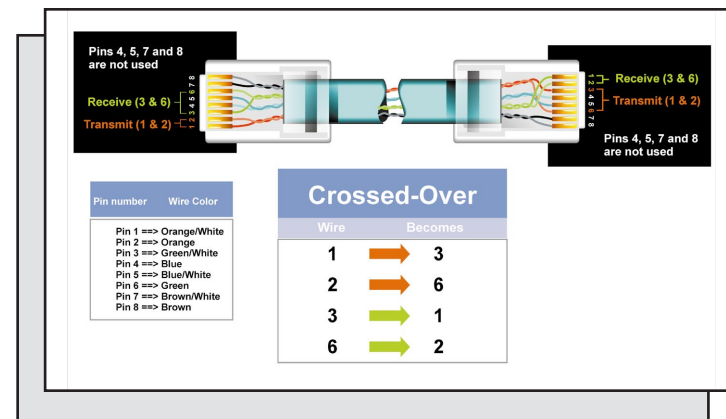 Pins 4, 5, 7 and 8
are not used
Receive (3 & 6)
Transmit (1 & 2)
8
7
6
5
4
3
2
1
1
2
3
4
5
6
7
8
Receive (3 & 6)
Transmit (1 & 2)
Pins 4, 5, 7 and 8
are not used
Pin number Wire Color
Pin 1 ==> Orange/White
Pin 2 ==> Orange
Pin 3 ==> Green/White
Pin 4 ==> Blue
Pin 5 ==> Blue/White
Pin 6 ==> Green
Pin 7 ==> Brown/White
Pin 8 ==> Brown
Crossed-Over
Wire Becomes
1 3
2 6
3 1
6 2